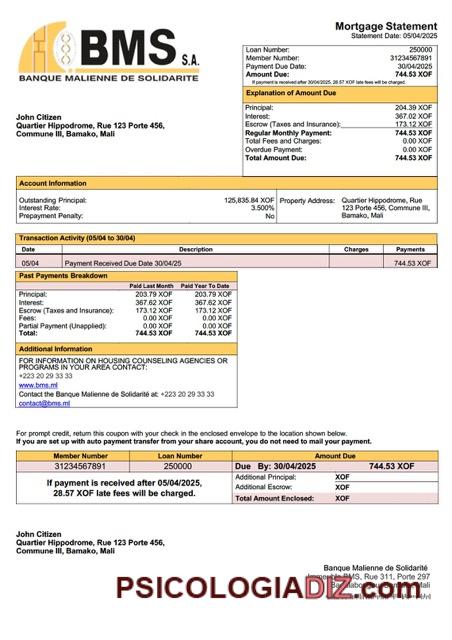 BMS S.A.
BANQUE MALIENNE DE SOLIDARITE
Mortgage Statement
Statement Date: 05/04/2025
Loan Number: 250000
Member Number: 31234567891
Payment Due Date: 30/04/2025
Amount Due: 744.53 XOF
If payment is received after 30/04/2025, 28.57 XOF late fees will be charged.
Explanation of Amount Due
Principal: 204.39 XOF
Interest: 367.02 XOF
Escrow (Taxes and Insurance): 173.12 XOF
Regular Monthly Payment: 744.53 XOF
Total Fees and Charges: 0.00 XOF
Overdue Payment: 0.00 XOF
Total Amount Due: 744.53 XOF
John Citizen
Quartier Hippodrome, Rue 123 Porte 456,
Commune III, Bamako, Mali
Account Information
Outstanding Principal: 125,835.84 XOF
Interest Rate: 3.500%
Prepayment Penalty: No
Property Address: Quartier Hippodrome, Rue
123 Porte 456, Commune III,
Bamako, Mali
Transaction Activity (05/04 to 30/04)
Date Description Charges Payments
05/04 Payment Received Due Date 30/04/25 744.53 XOF
Past Payments Breakdown
Paid Last Month Paid Year To Date
Principal: 203.79 XOF 203.79 XOF
Interest: 367.62 XOF 367.62 XOF
Escrow (Taxes and Insurance): 173.12 XOF 173.12 XOF
Fees: 0.00 XOF 0.00 XOF
Partial Payment (Unapplied): 0.00 XOF 0.00 XOF
Total: 744.53 XOF 744.53 XOF
Additional Information
FOR INFORMATION ON HOUSING COUNSELING AGENCIES OR
PROGRAMS IN YOUR AREA CONTACT:
+223 20 29 33 33
www.bms.ml
Contact the Banque Malienne de Solidarité at: +223 20 29 33 33
contact@bms.ml
For prompt credit, return this coupon with your check in the enclosed envelope to the location shown below.
If you are set up with auto payment transfer from your share account, you do not need to mail your payment.
Member Number Loan Number Amount Due
31234567891 250000 Due By: 30/04/2025 744.53 XOF
If payment is received after 05/04/2025,
28.57 XOF late fees will be charged.
Additional Principal: XOF
Additional Escrow: XOF
Total Amount Enclosed: XOF
John Citizen
Quartier Hippodrome, Rue 123 Porte 456,
Commune III, Bamako, Mali
Banque Malienne de Solidarité
BMS, Rue 311, Porte 297
PSICOLOGIADIZ.com